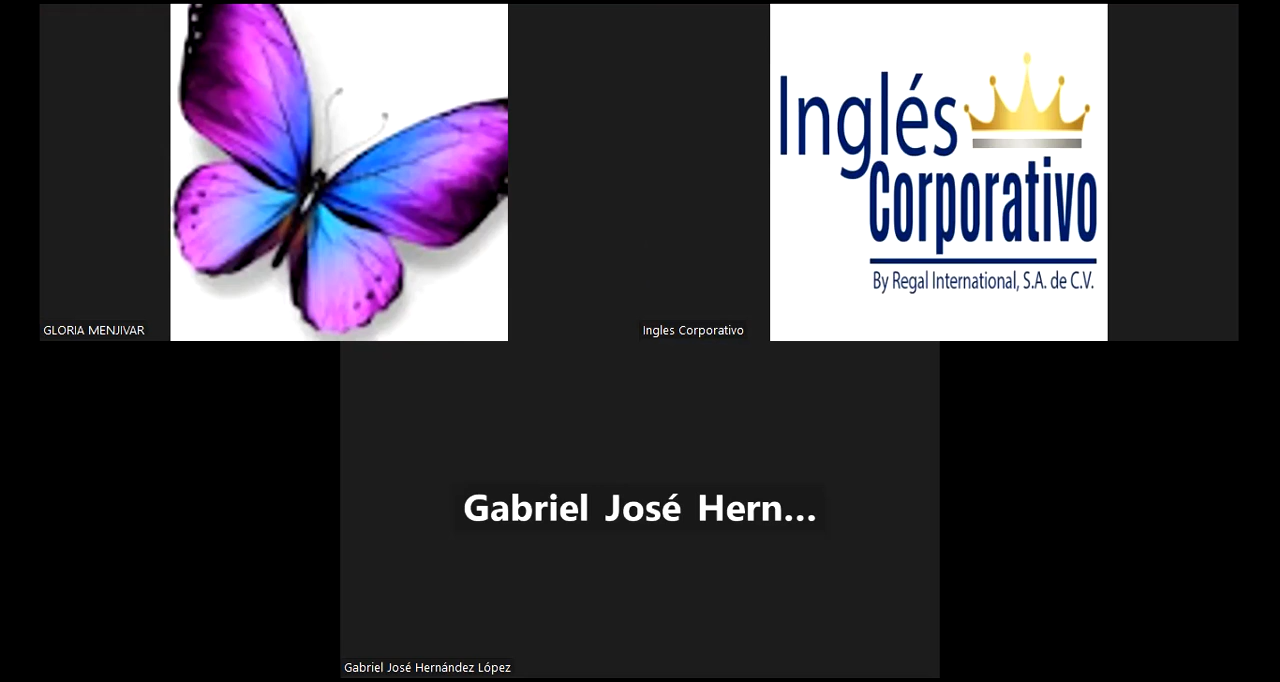 Inglés
Corporativo
By Regal International, S.A. de C.V.
GLORIA MENJIVAR
Ingles Corporativo
Gabriel José Hern...
Gabriel José Hernández López